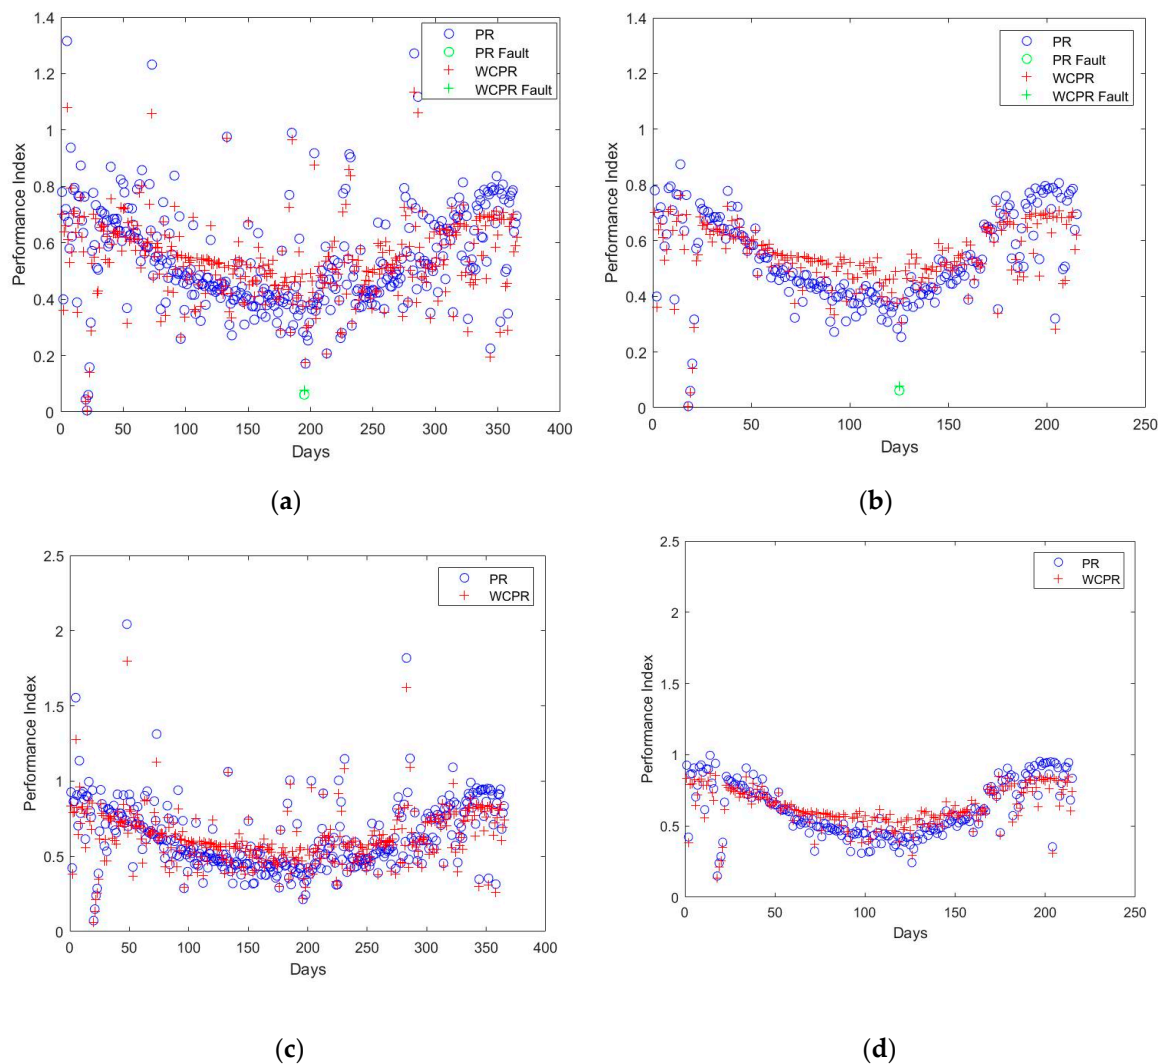 1.4
1.2
1
0.8
0.6
0.4
0.2
0
Performance Index
PR
PR Fault
WCPR
WCPR Fault
0 50 100 150 200 250 300 350 400
Days
(a)
1.4
1.2
1
0.8
0.6
0.4
0.2
0
Performance Index
PR
PR Fault
WCPR
WCPR Fault
0 50 100 150 200 250
Days
(b)
2.5
2
1.5
1
0.5
0
Performance Index
PR
WCPR
0 50 100 150 200 250 300 350 400
Days
(c)
2.5
2
1.5
1
0.5
0
Performance Index
PR
WCPR
0 50 100 150 200 250
Days
(d)